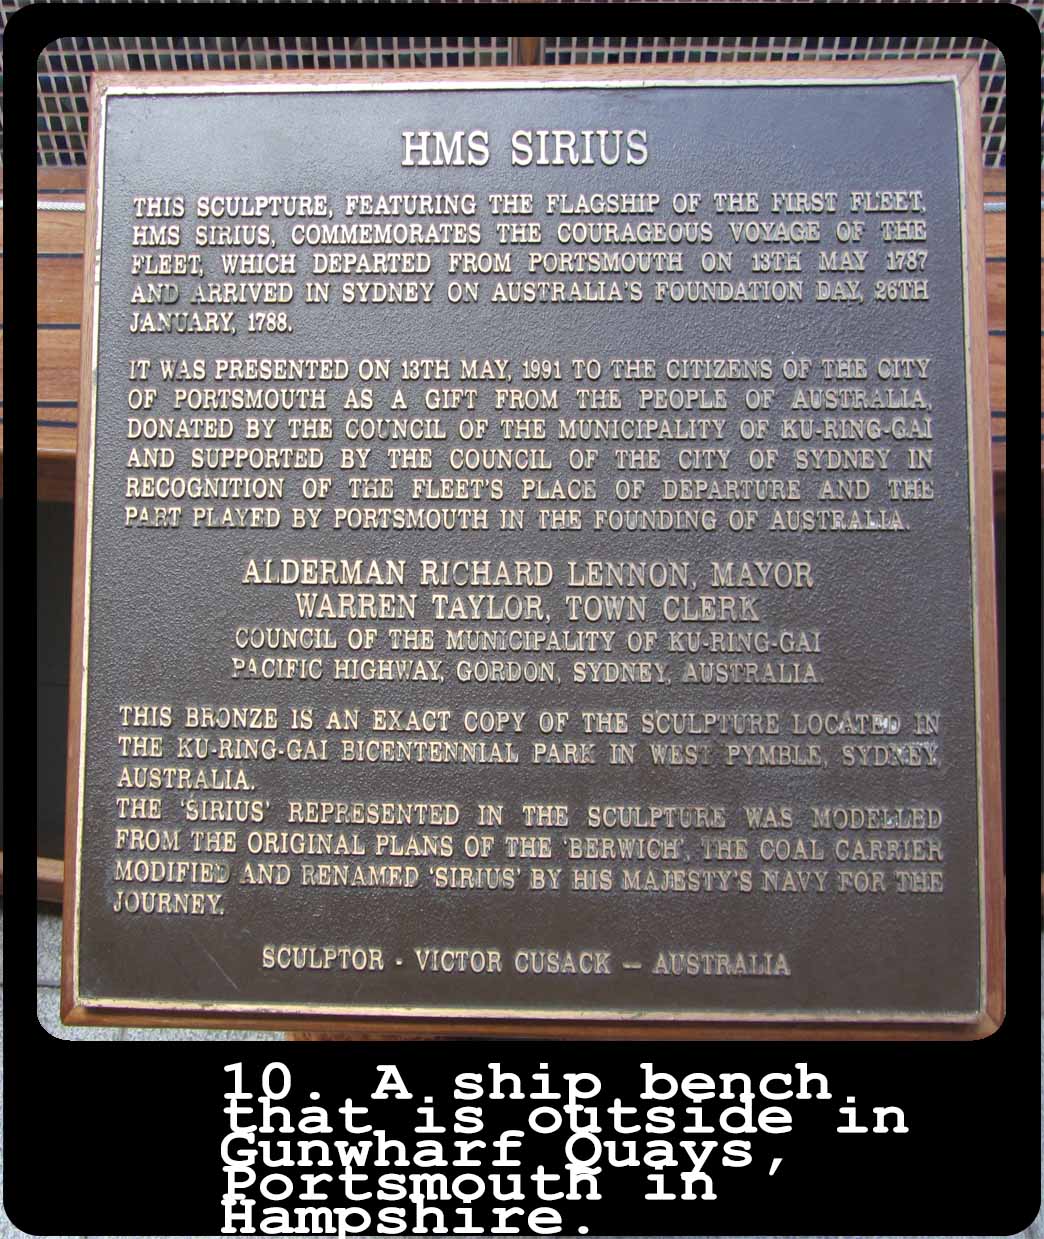 HMS SIRIUS
THIS SCULPTURE, FEATURING THE FLAGSHIP OF THE FIRST FLEET,
HMS SIRIUS, COMMEMORATES THE COURAGEOUS VOYAGE OF THE
FLEET, WHICH DEPARTED FROM PORTSMOUTH ON 13TH MAY 1787
AND ARRIVED IN SYDNEY ON AUSTRALIA'S FOUNDATION DAY, 26TH
JANUARY, 1788.
IT WAS PRESENTED ON 13TH MAY, 1991 TO THE CITIZENS OF THE CITY
OF PORTSMOUTH AS A GIFT FROM THE PEOPLE OF AUSTRALIA,
DONATED BY THE COUNCIL OF THE MUNICIPALITY OF KU-RING-GAI
AND SUPPORTED BY THE COUNCIL OF THE CITY OF SYDNEY IN
RECOGNITION OF THE FLEET'S PLACE OF DEPARTURE AND THE
PART PLAYED BY PORTSMOUTH IN THE FOUNDING OF AUSTRALIA.
ALDERMAN RICHARD LENNON, MAYOR
WARREN TAYLOR, TOWN CLERK
COUNCIL OF THE MUNICIPALITY OF KU-RING-GAI
PACIFIC HIGHWAY, GORDON, SYDNEY, AUSTRALIA.
THIS BRONZE IS AN EXACT COPY OF THE SCULPTURE LOCATED IN
THE KU-RING-GAI BICENTENNIAL PARK IN WEST PYMBLE, SYDNEY,
AUSTRALIA.
THE 'SIRIUS' REPRESENTED IN THE SCULPTURE WAS MODELLED
FROM THE ORIGINAL PLANS OF THE 'BERWICH', THE COAL CARRIER
MODIFIED AND RENAMED 'SIRIUS' BY HIS MAJESTY'S NAVY FOR THE
JOURNEY.
SCULPTOR - VICTOR CUSACK – AUSTRALIA
10. A ship bench
that is outside in
Gunwharf Quays,
Portsmouth in
Hampshire.